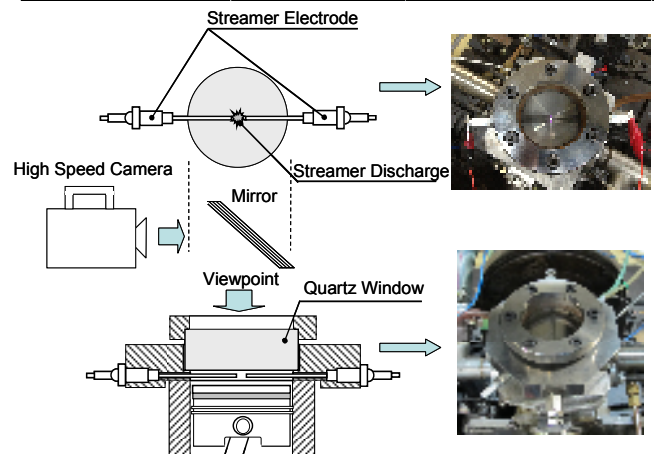 Streamer Electrode
Streamer Discharge
High Speed Camera
Mirror
Viewpoint
Quartz Window